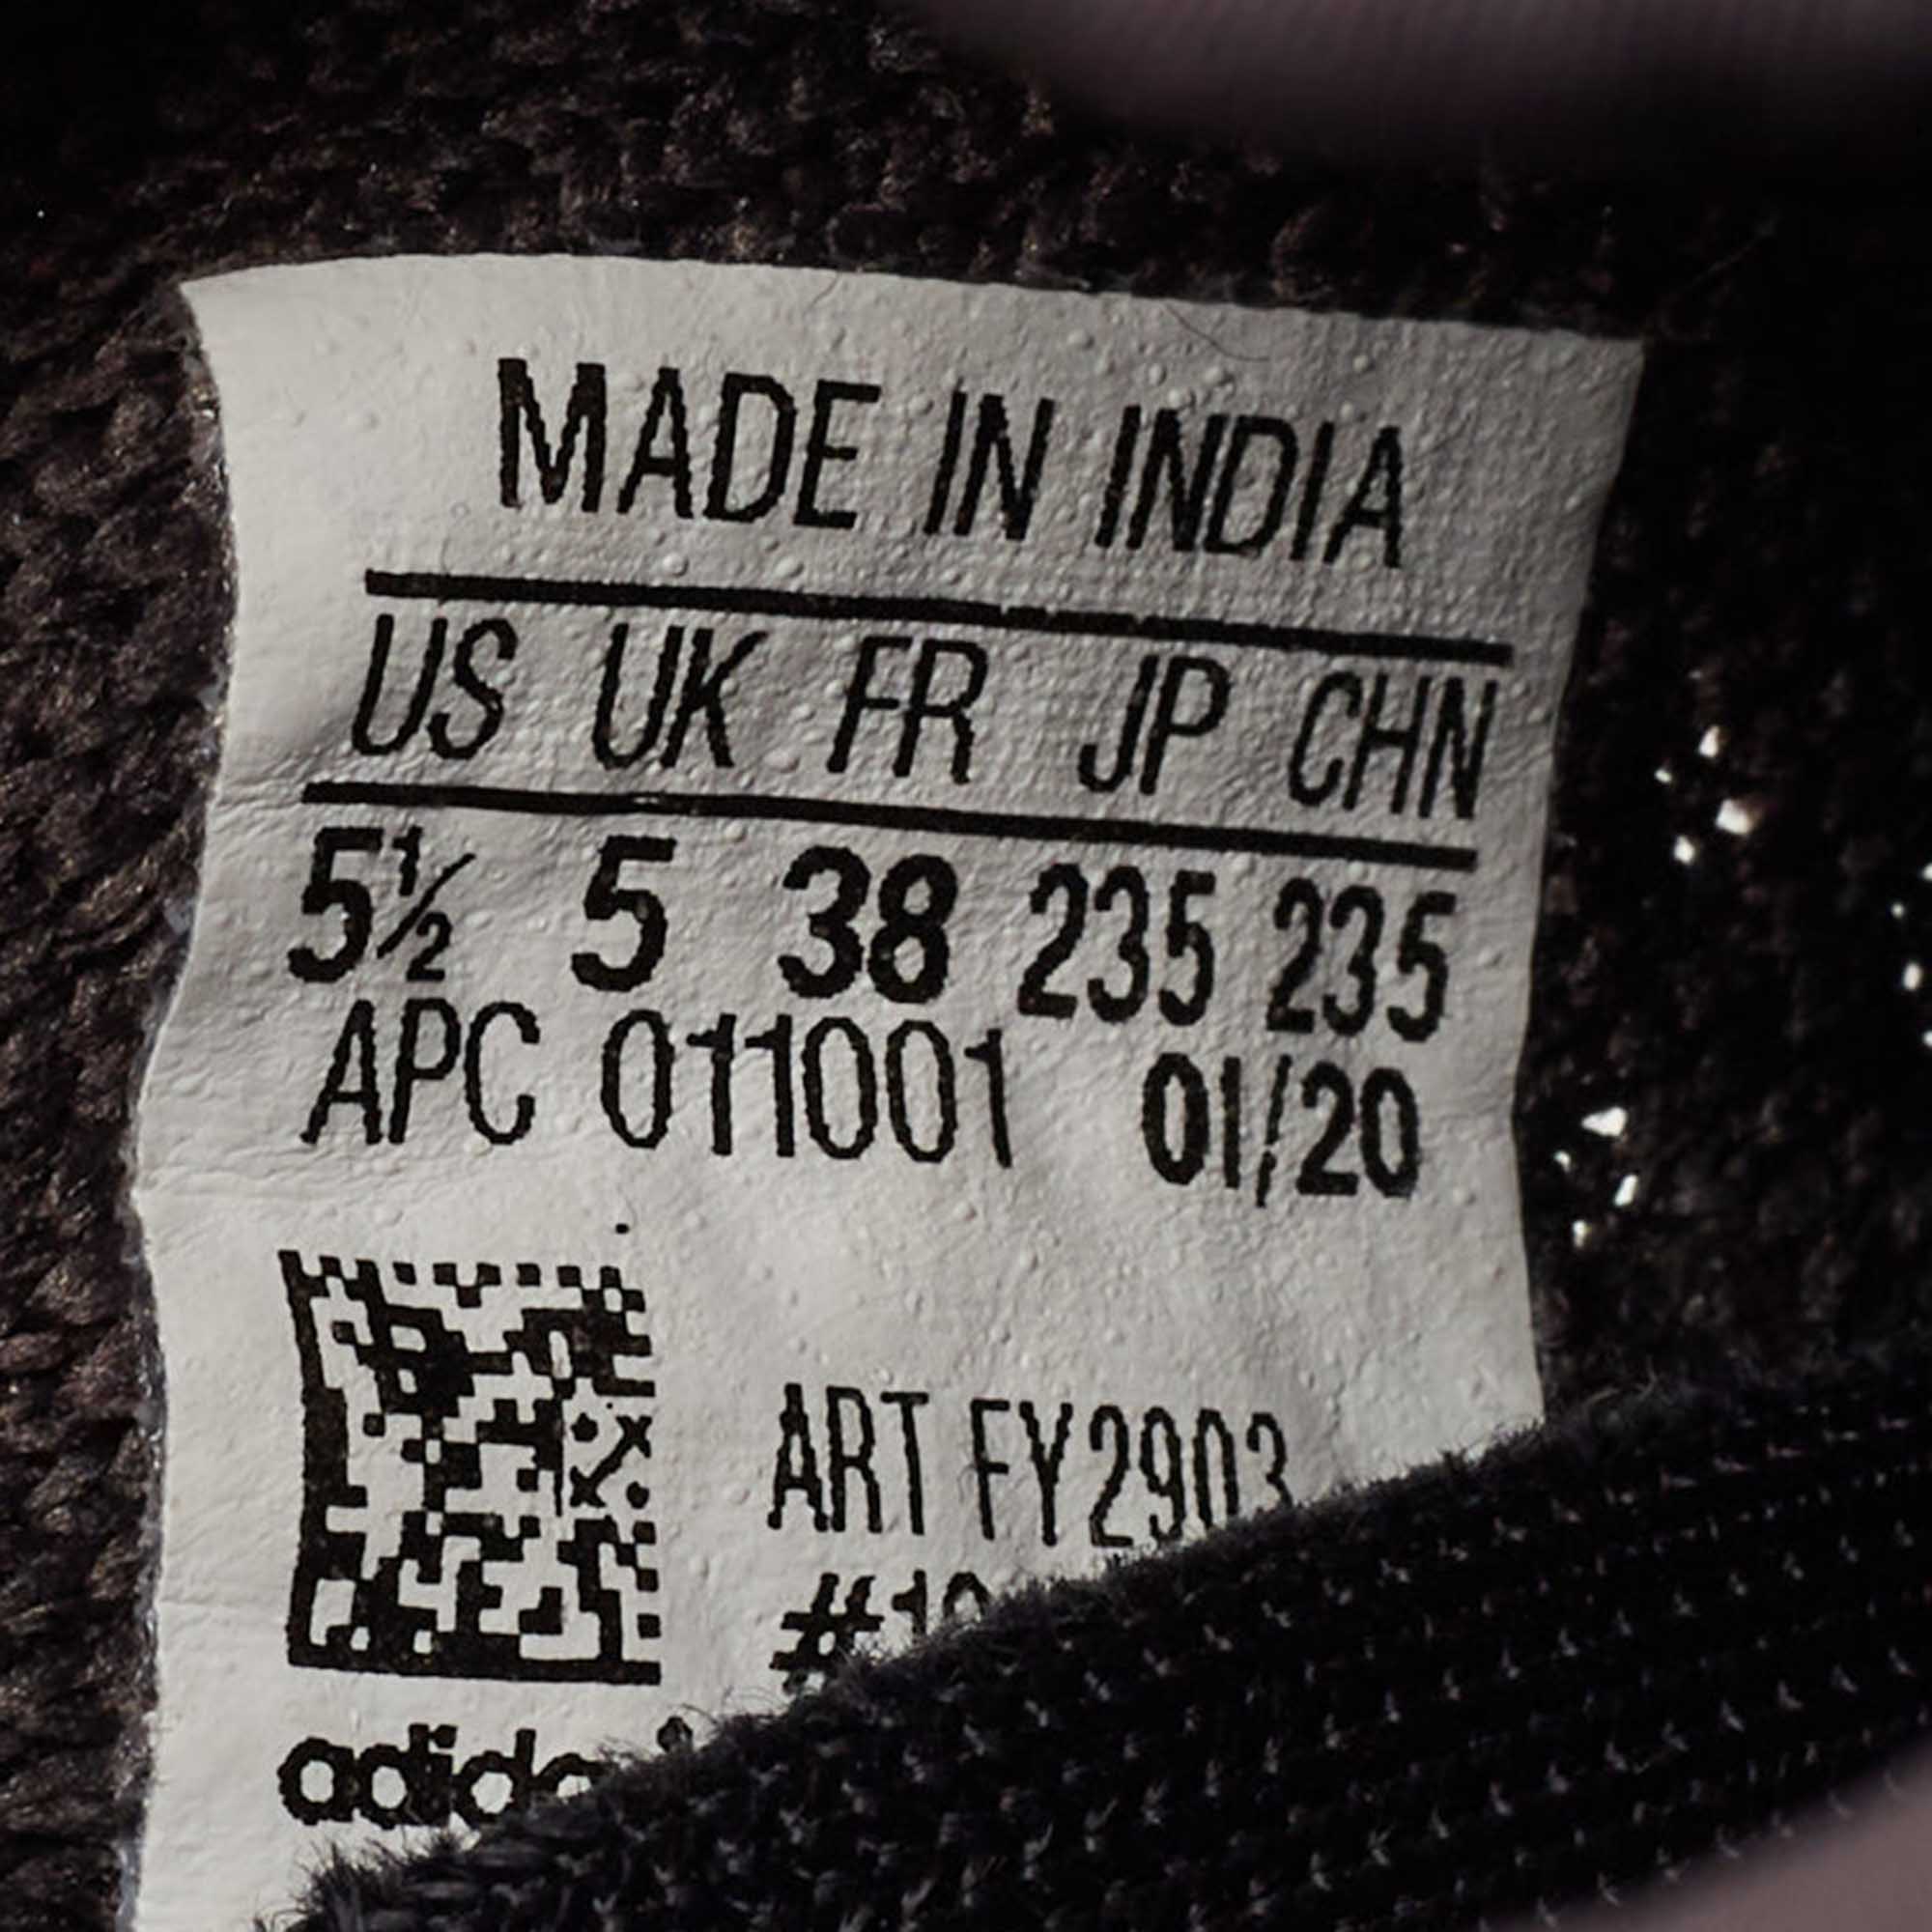 MADE IN INDIA
US UK FR JP CHN
5½ 5 38 235 235
APC 011001 01/20
ART FY2903